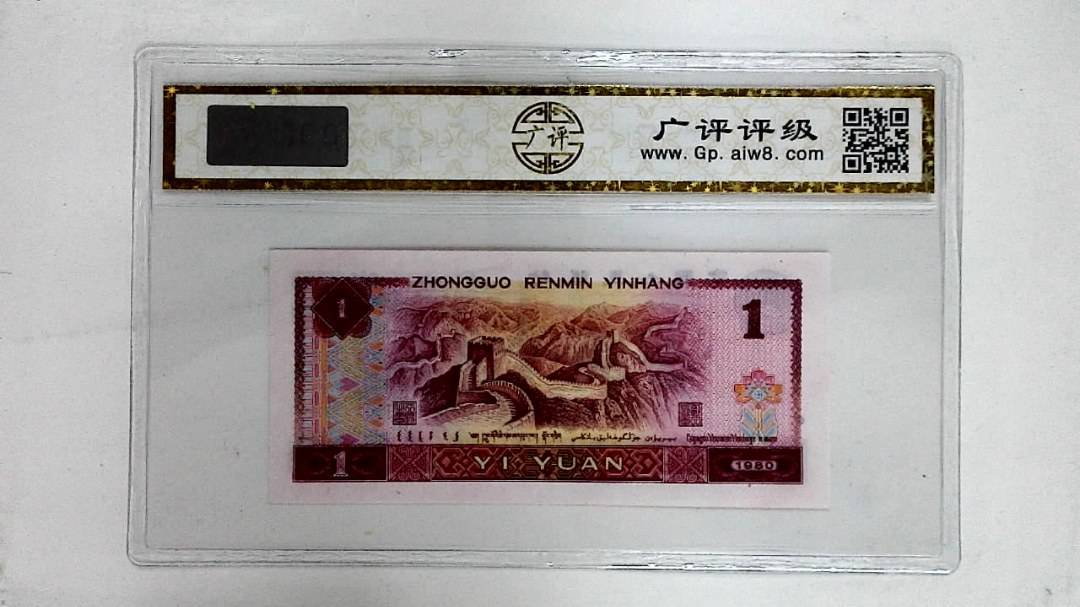 广评
广评评级
www. Gp. aiw8. com
ZHONGGUO RENMIN YINHANG
1
1
1
YI YUAN
1980